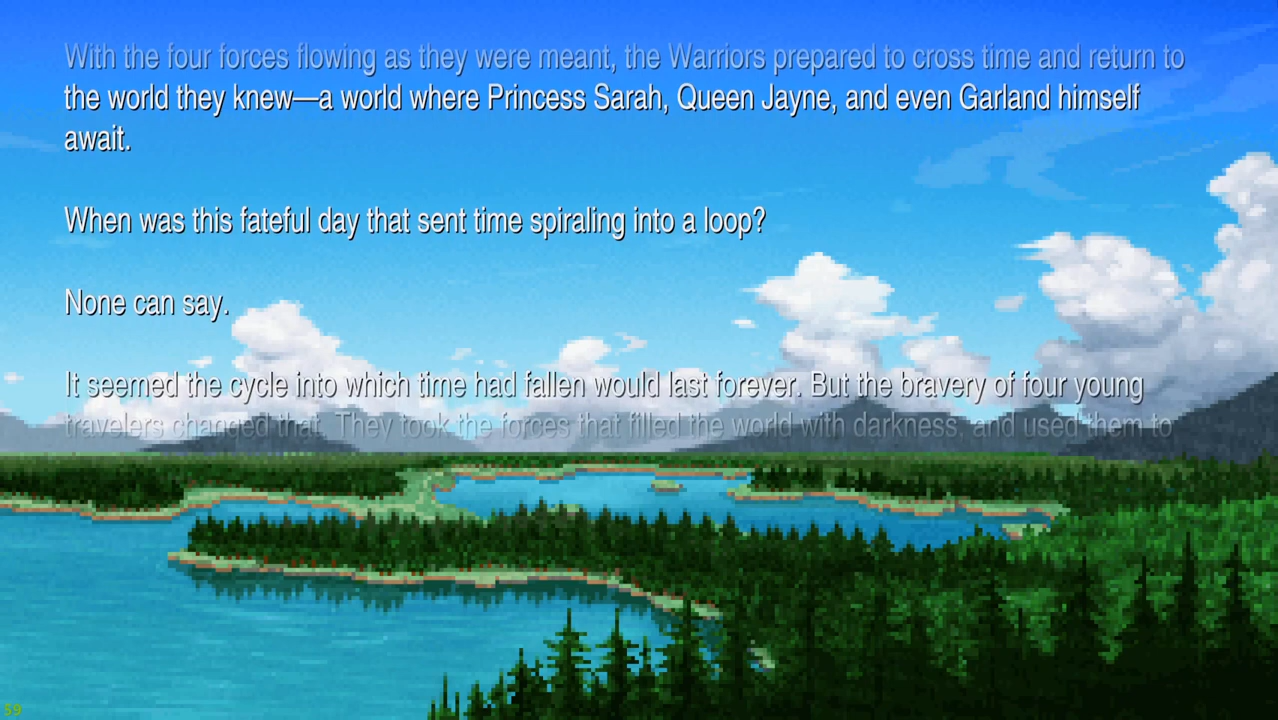 With the four forces flowing as they were meant, the Warriors prepared to cross time and return to
the world they knew—a world where Princess Sarah, Queen Jayne, and even Garland himself
await.
When was this fateful day that sent time spiraling into a loop?
None can say.
It seemed the cycle into which time had fallen would last forever. But the bravery of four young
travelers changed that. They took the forces that filled the world with darkness, and used them to
59